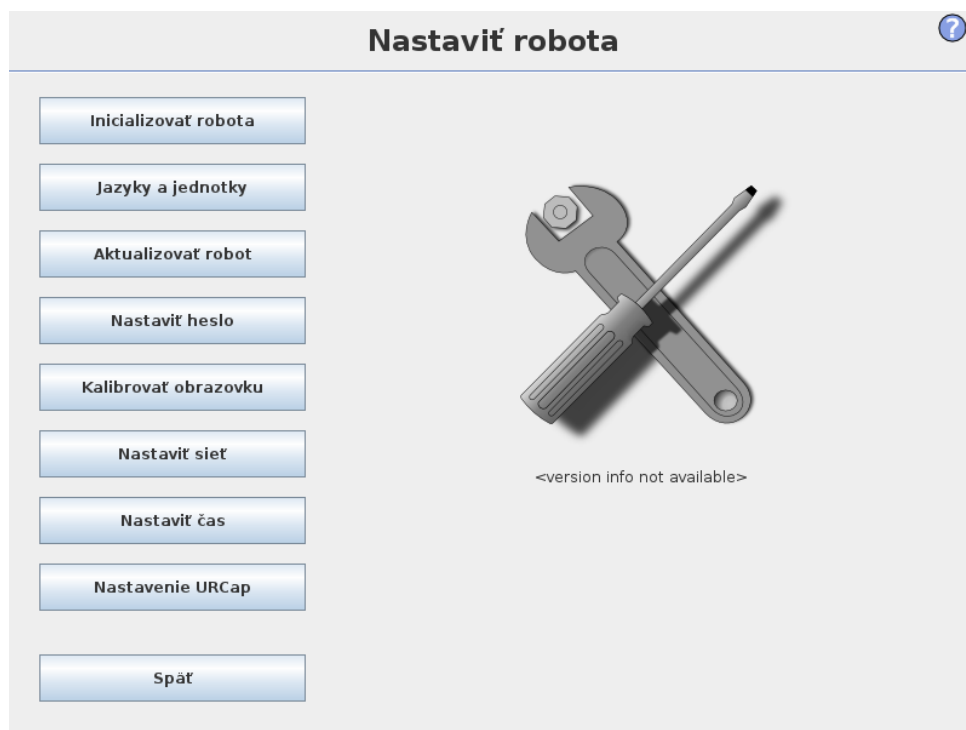 Nastaviť robota
?
Inicializovať robota
Jazyky a jednotky
Aktualizovať robot
Nastaviť heslo
Kalibrovať obrazovku
Nastaviť sieť
Nastaviť čas
Nastavenie URCap
Späť
<version info not available>